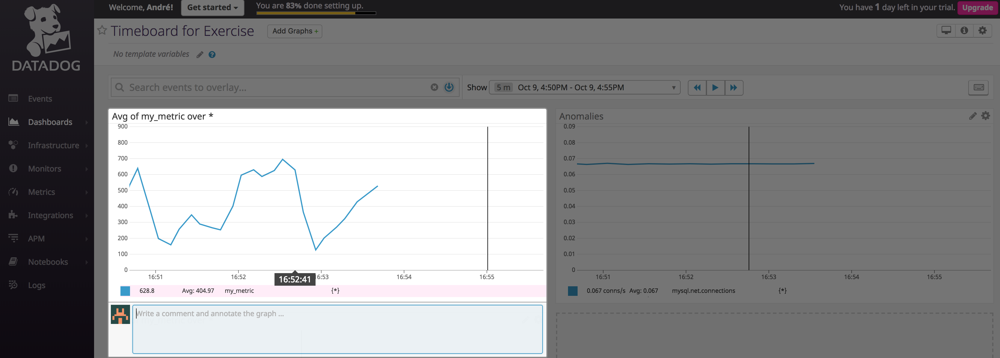 Welcome, André!
Get started
You are 83% done setting up.
You have 1 day left in your trial.
Upgrade
DATADOG
Timeboard for Exercise
Add Graphs +
No template variables
Search events to overlay...
Show
5 m
Oct 9, 4:50PM - Oct 9, 4:55PM
Events
Dashboards
Infrastructure
Monitors
Metrics
Integrations
APM
Notebooks
Logs
Avg of my_metric over *
900
800
700
600
500
400
300
200
100
0
16:51
16:52
16:52:41
16:53
16:54
16:55
628.8 Avg: 404.97 my_metric {*}
Write a comment and annotate the graph ...
my_metric over *
Anomalies
0.09
0.08
0.07
0.06
0.05
0.04
0.03
0.02
0.01
0
16:51
16:52
16:53
16:54
16:55
0.067 conns/s Avg: 0.067 mysql.net.connections {*}